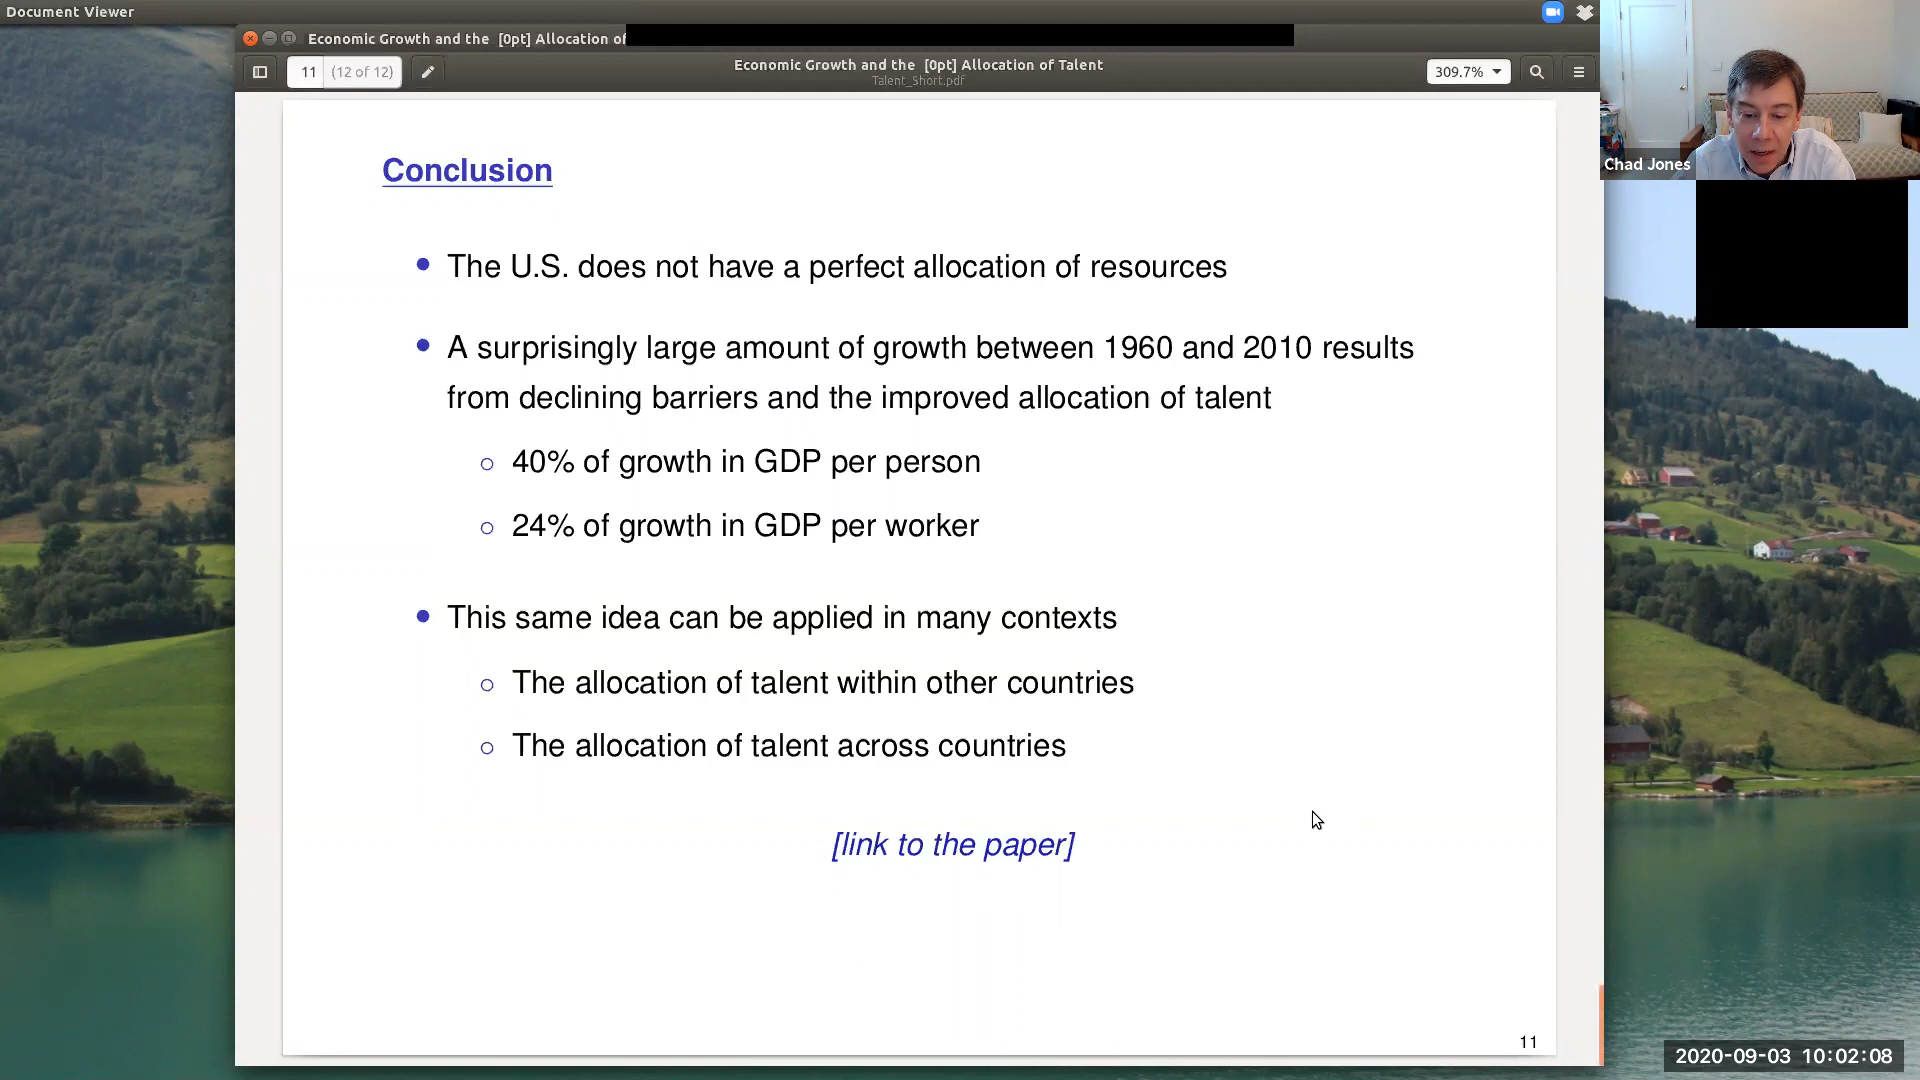 Document Viewer
Economic Growth and the [0pt] Allocation of
11 (12 of 12)
Economic Growth and the [0pt] Allocation of Talent
Talent_Short.pdf
309.7%
Chad Jones
Conclusion
The U.S. does not have a perfect allocation of resources
A surprisingly large amount of growth between 1960 and 2010 results
from declining barriers and the improved allocation of talent
40% of growth in GDP per person
24% of growth in GDP per worker
This same idea can be applied in many contexts
The allocation of talent within other countries
The allocation of talent across countries
[link to the paper]
11
2020-09-03 10:02:08